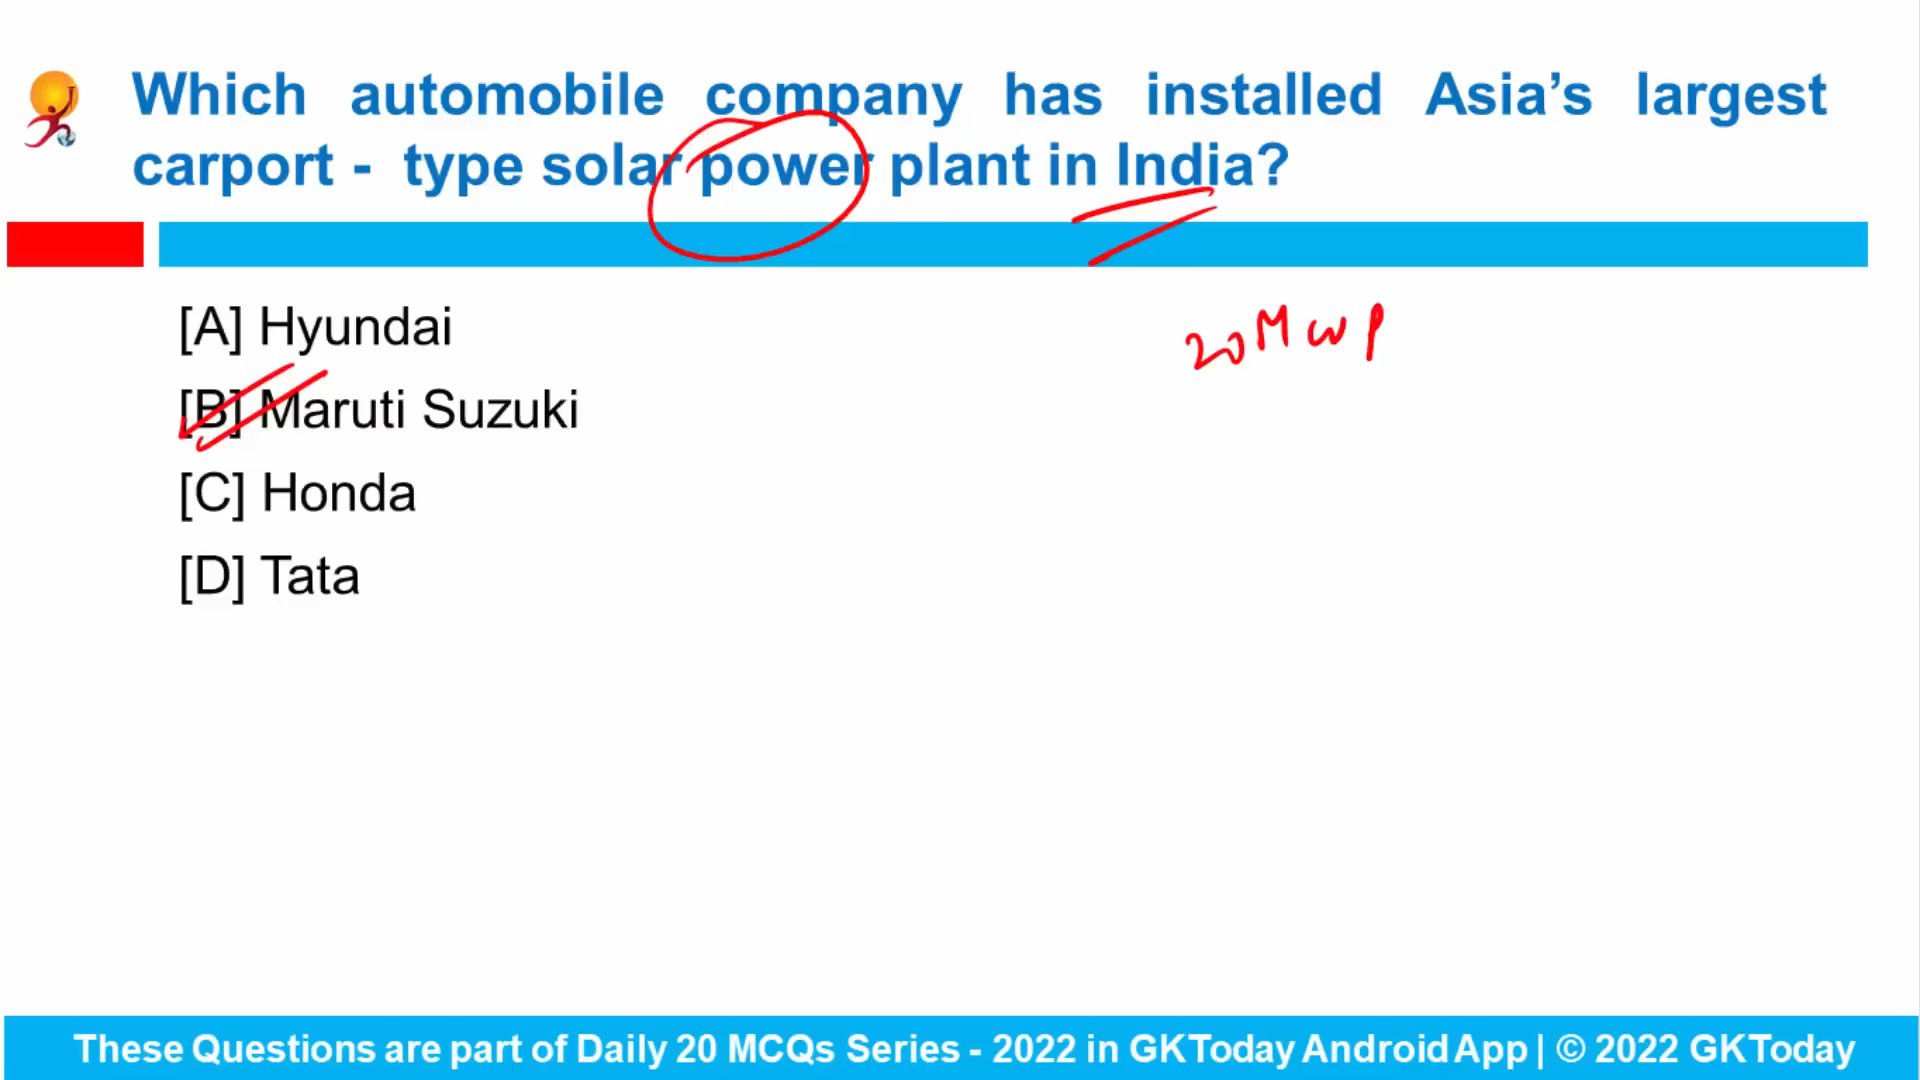 Which automobile company has installed Asia’s largest
carport - type solar power plant in India?
[A] Hyundai
20MWP
[B] Maruti Suzuki
[C] Honda
[D] Tata
These Questions are part of Daily 20 MCQs Series - 2022 in GKToday Android App | © 2022 GKToday